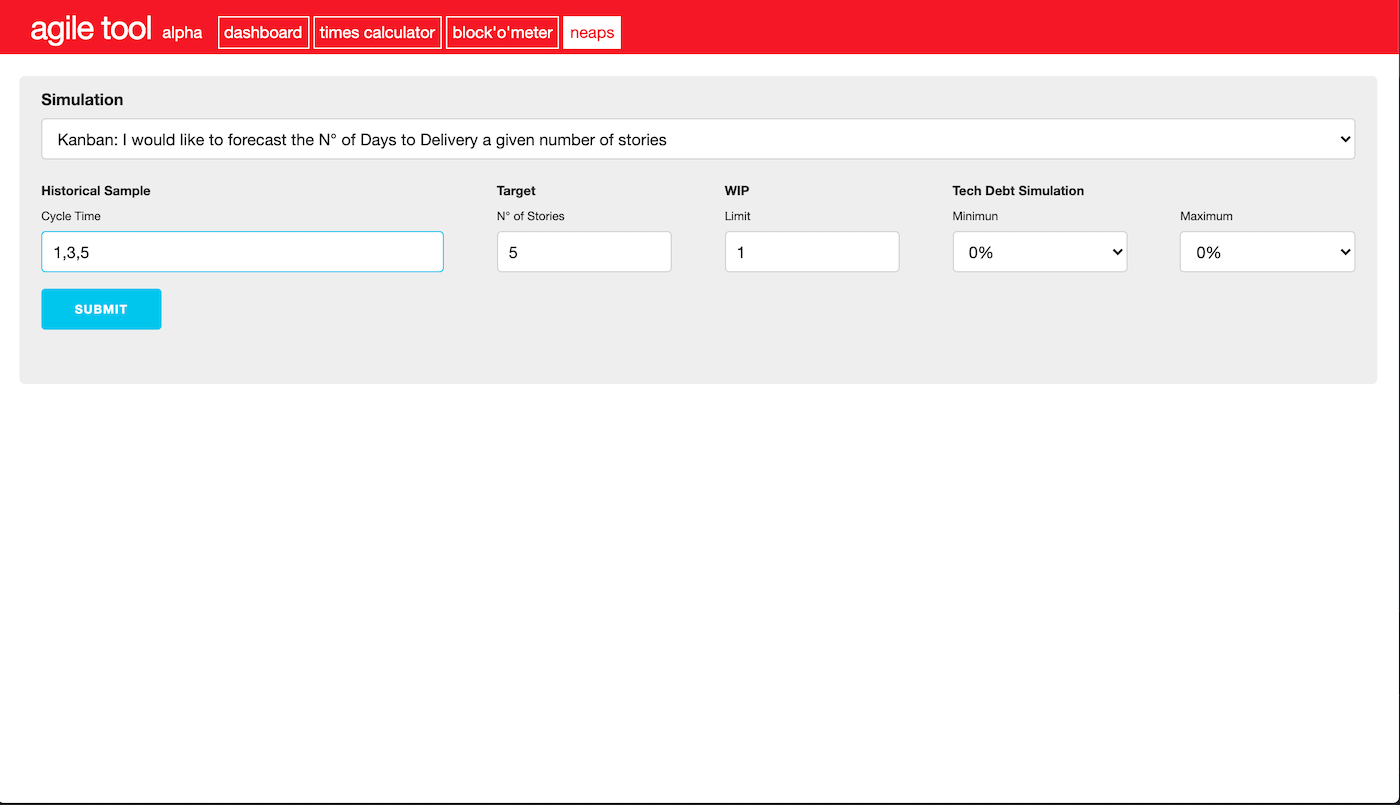 agile tool alpha dashboard times calculator block'o'meter neaps
Simulation
Kanban: I would like to forecast the N° of Days to Delivery a given number of stories
Historical Sample Target WIP Tech Debt Simulation
Cycle Time N° of Stories Limit Minimun Maximum
1,3,5 5 1 0% 0%
SUBMIT